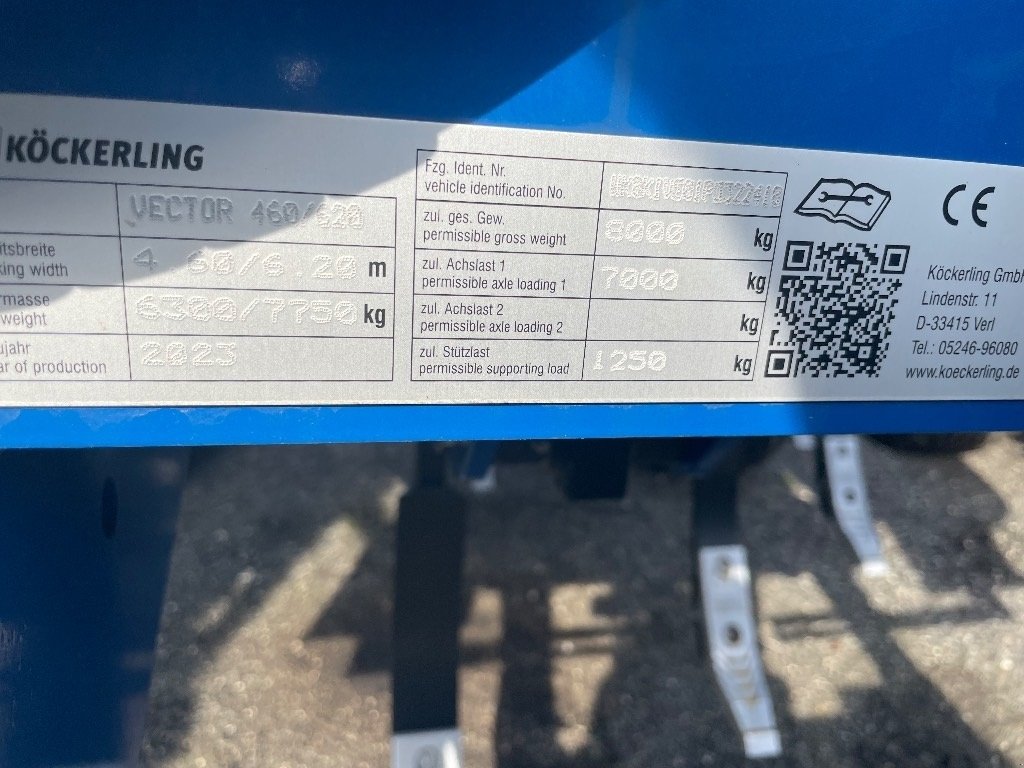 KÖCKERLING
VECTOR 460/620
itsbreite
king width
4.60/6.20 m
rmasse
weight
6300/7750 kg
ujahr
ar of production
2023
Fzg. Ident. Nr.
vehicle identification No.
zul. ges. Gew.
permissible gross weight
8000 kg
zul. Achslast 1
permissible axle loading 1
7000 kg
zul. Achslast 2
permissible axle loading 2
kg
zul. Stützlast
permissible supporting load
1250 kg
CE
Köckerling GmbH
Lindenstr. 11
D-33415 Verl
Tel.: 05246-96080
www.koeckerling.de